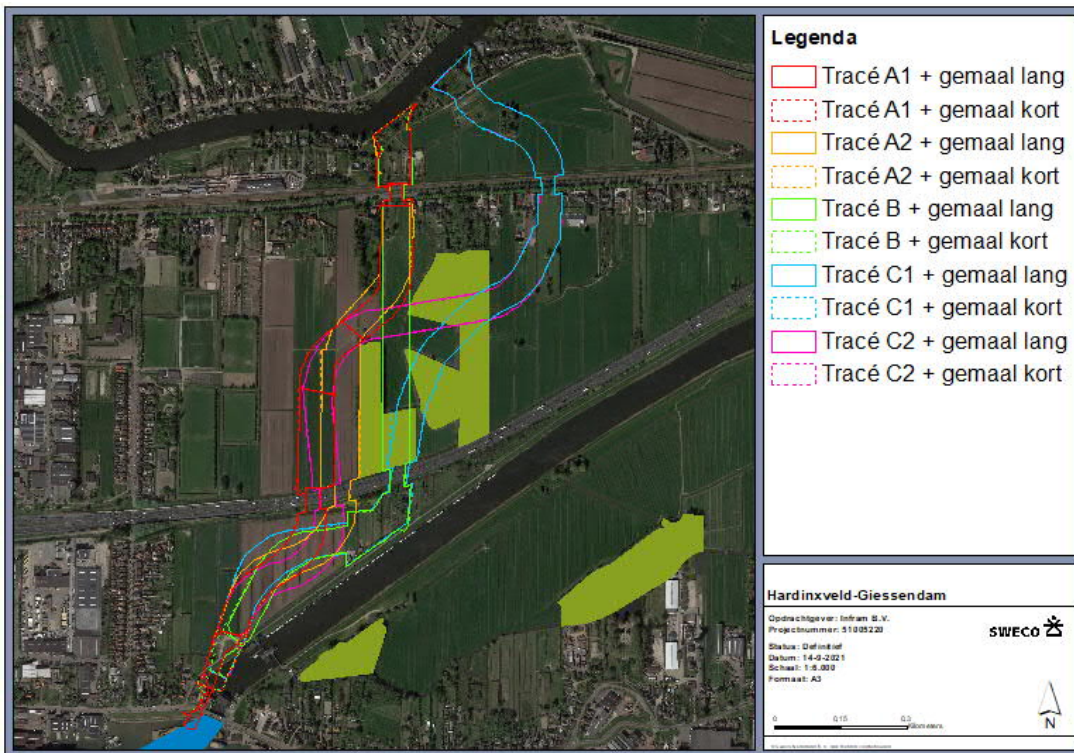 Legenda
Tracé A1 + gemaal lang
Tracé A1 + gemaal kort
Tracé A2 + gemaal lang
Tracé A2 + gemaal kort
Tracé B + gemaal lang
Tracé B + gemaal kort
Tracé C1 + gemaal lang
Tracé C1 + gemaal kort
Tracé C2 + gemaal lang
Tracé C2 + gemaal kort
Hardinxveld-Giessendam
Opdrachtgever: Infram B.V.
Projectnummer: 51005220
SWECO
Status: Definitief
Datum: 14-9-2021
Schaal: 1:5.000
Formaat: A3
0 0,15 0,3
Kilometers
N